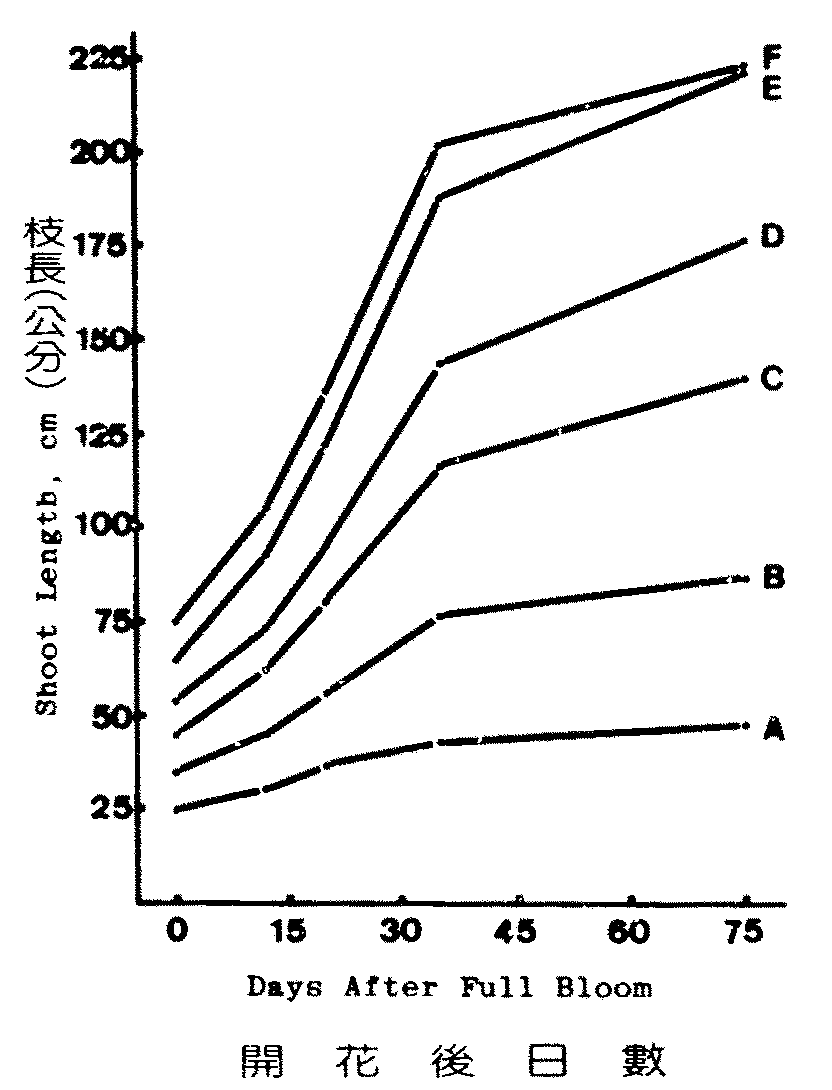 225
200
175
150
125
100
75
50
25
枝長(公分)
Shoot Length, cm
F
E
D
C
B
A
0 15 30 45 60 75
Days After Full Bloom
開花後日數